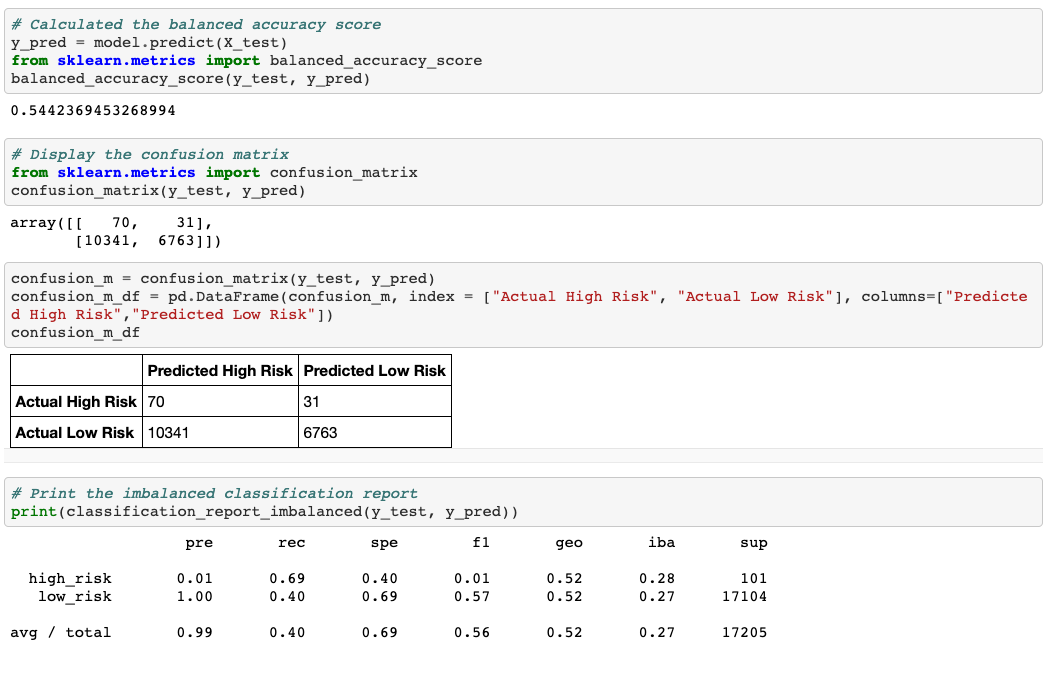 # Calculated the balanced accuracy score
y_pred = model.predict(X_test)
from sklearn.metrics import balanced_accuracy_score
balanced_accuracy_score(y_test, y_pred)
0.5442369453268994
# Display the confusion matrix
from sklearn.metrics import confusion_matrix
confusion_matrix(y_test, y_pred)
array([[   70,    31],
       [10341,  6763]])
confusion_m = confusion_matrix(y_test, y_pred)
confusion_m_df = pd.DataFrame(confusion_m, index = ["Actual High Risk", "Actual Low Risk"], columns=["Predicte
d High Risk","Predicted Low Risk"])
confusion_m_df
Predicted High Risk Predicted Low Risk
Actual High Risk 70 31
Actual Low Risk 10341 6763
# Print the imbalanced classification report
print(classification_report_imbalanced(y_test, y_pred))
pre rec spe f1 geo iba sup
high_risk 0.01 0.69 0.40 0.01 0.52 0.28 101
low_risk 1.00 0.40 0.69 0.57 0.52 0.27 17104
avg / total 0.99 0.40 0.69 0.56 0.52 0.27 17205